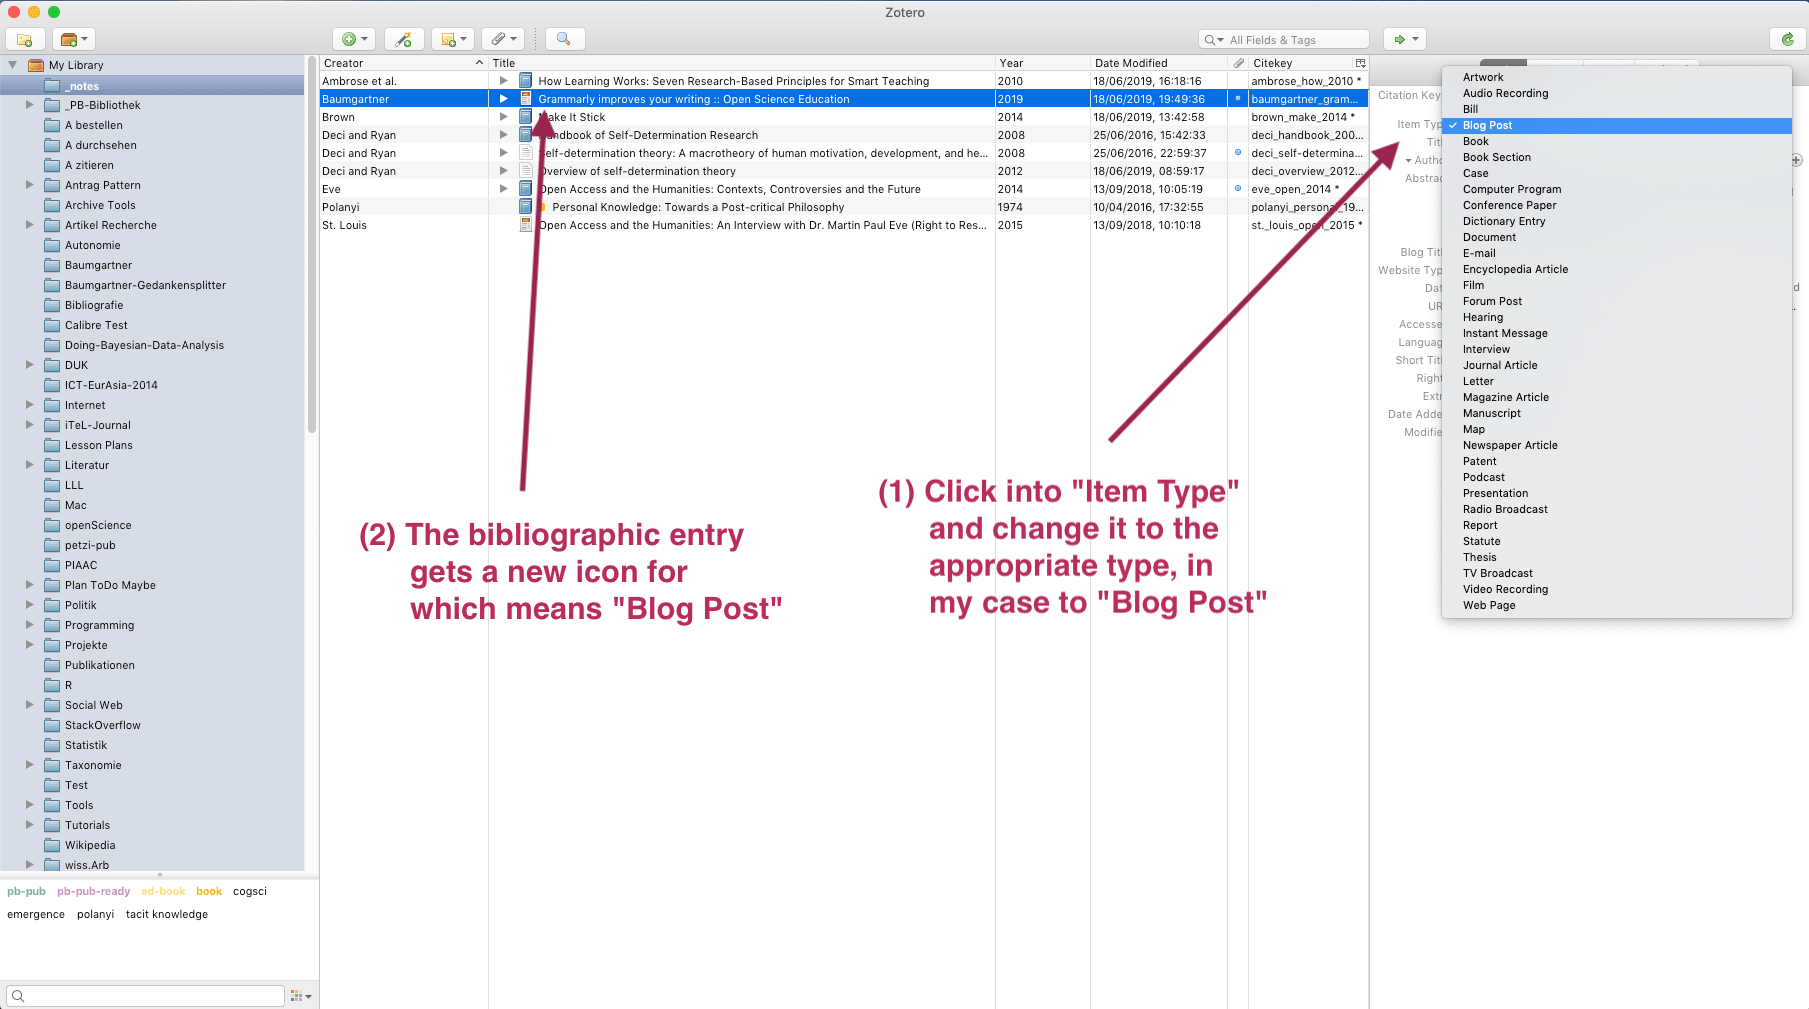 Zotero
All Fields & Tags
My Library
_notes
_PB-Bibliothek
A bestellen
A durchsehen
A zitieren
Antrag Pattern
Archive Tools
Artikel Recherche
Autonomie
Baumgartner
Baumgartner-Gedankensplitter
Bibliografie
Calibre Test
Doing-Bayesian-Data-Analysis
DUK
ICT-EurAsia-2014
Internet
iTeL-Journal
Lesson Plans
Literatur
LLL
Mac
openScience
petzi-pub
PIAAC
Plan ToDo Maybe
Politik
Programming
Projekte
Publikationen
R
Social Web
StackOverflow
Statistik
Taxonomie
Test
Tools
Tutorials
Wikipedia
wiss.Arb
pb-pub pb-pub-ready ed-book book cogsci
emergence polanyi tacit knowledge
Creator Title Year Date Modified Citekey
Ambrose et al. How Learning Works: Seven Research-Based Principles for Smart Teaching 2010 18/06/2019, 16:18:16 ambrose_how_2010 *
Baumgartner Grammarly improves your writing :: Open Science Education 2019 18/06/2019, 19:49:36 baumgartner_gram...
Brown Make It Stick 2014 18/06/2019, 13:42:58 brown_make_2014 *
Deci and Ryan Handbook of Self-Determination Research 2008 25/06/2016, 15:42:33 deci_handbook_200...
Deci and Ryan Self-determination theory: A macrotheory of human motivation, development, and he... 2008 25/06/2016, 22:59:37 deci_self-determina...
Deci and Ryan Overview of self-determination theory 2012 18/06/2019, 08:59:17 deci_overview_2012...
Eve Open Access and the Humanities: Contexts, Controversies and the Future 2014 13/09/2018, 10:05:19 eve_open_2014 *
Polanyi Personal Knowledge: Towards a Post-critical Philosophy 1974 10/04/2016, 17:32:55 polanyi_personal_19...
St. Louis Open Access and the Humanities: An Interview with Dr. Martin Paul Eve (Right to Res... 2015 13/09/2018, 10:10:18 st._louis_open_2015 *
(2) The bibliographic entry
gets a new icon for
which means "Blog Post"
(1) Click into "Item Type"
and change it to the
appropriate type, in
my case to "Blog Post"
Citation Key
Item Typ
Titl
Autho
Abstrac
Blog Titl
Website Typ
Dat
UR
Accesse
Languag
Short Titl
Right
Extr
Date Adde
Modifie
Artwork
Audio Recording
Bill
Blog Post
Book
Book Section
Case
Computer Program
Conference Paper
Dictionary Entry
Document
E-mail
Encyclopedia Article
Film
Forum Post
Hearing
Instant Message
Interview
Journal Article
Letter
Magazine Article
Manuscript
Map
Newspaper Article
Patent
Podcast
Presentation
Radio Broadcast
Report
Statute
Thesis
TV Broadcast
Video Recording
Web Page